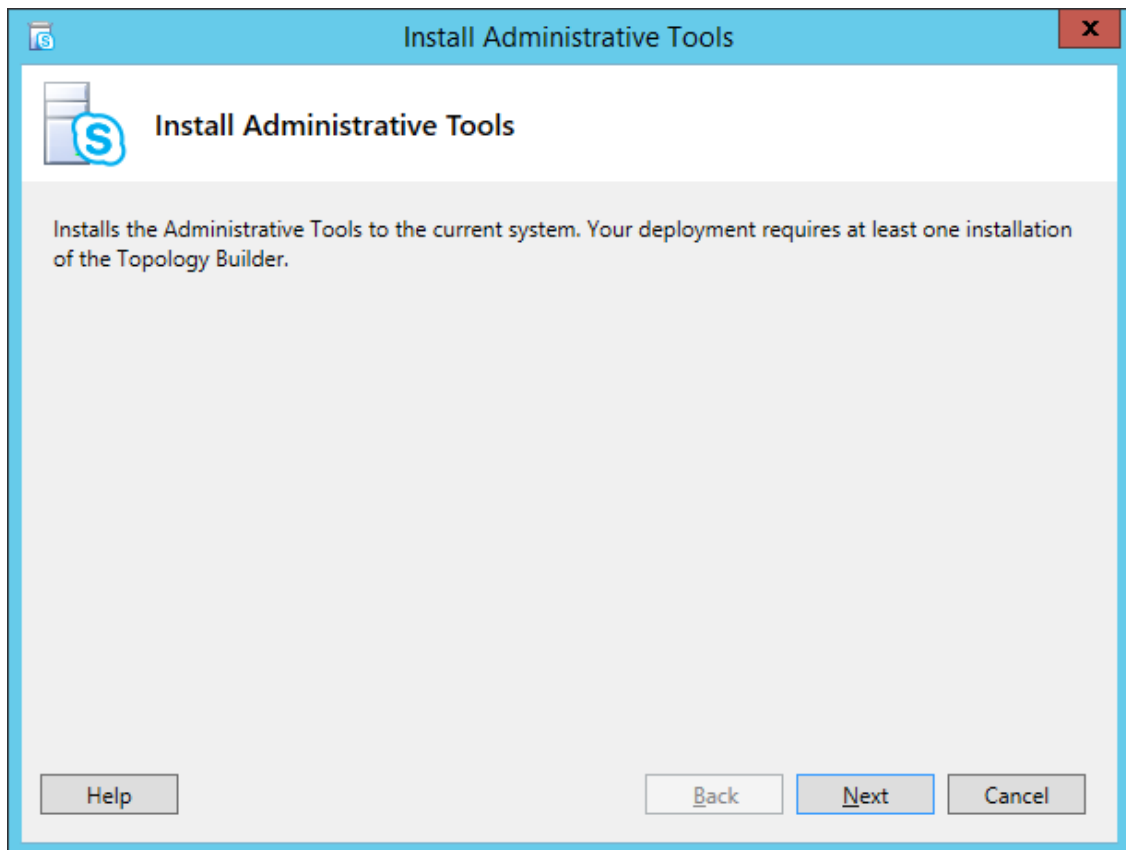 Install Administrative Tools
x
Install Administrative Tools
Installs the Administrative Tools to the current system. Your deployment requires at least one installation
of the Topology Builder.
Help
Back
Next
Cancel